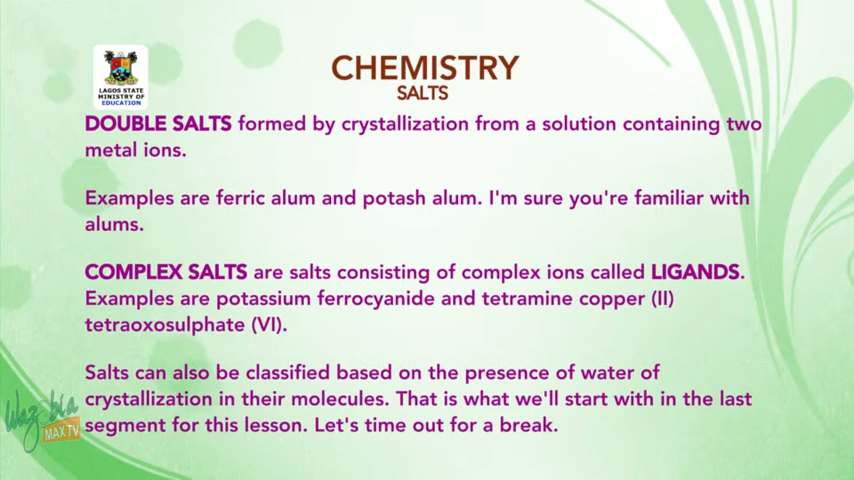 CHEMISTRY
SALTS
LAGOS STATE
MINISTRY OF
EDUCATION
DOUBLE SALTS formed by crystallization from a solution containing two
metal ions.
Examples are ferric alum and potash alum. I'm sure you're familiar with
alums.
COMPLEX SALTS are salts consisting of complex ions called LIGANDS.
Examples are potassium ferrocyanide and tetramine copper (II)
tetraoxosulphate (VI).
Salts can also be classified based on the presence of water of
crystallization in their molecules. That is what we'll start with in the last
segment for this lesson. Let's time out for a break.
Wazobia
MAX TV